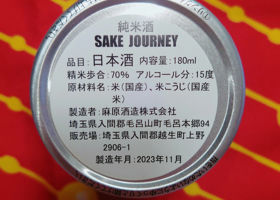 純米酒
SAKE JOURNEY
品目:日本酒 内容量:180ml
精米歩合:70% アルコール分:15度
原材料名:米(国産)、米こうじ(国産
米)
製造者:麻原酒造株式会社
埼玉県入間郡毛呂山町毛呂本郷94
販売場:埼玉県入間郡越生町上野
2906-1
製造年月:2023年11月